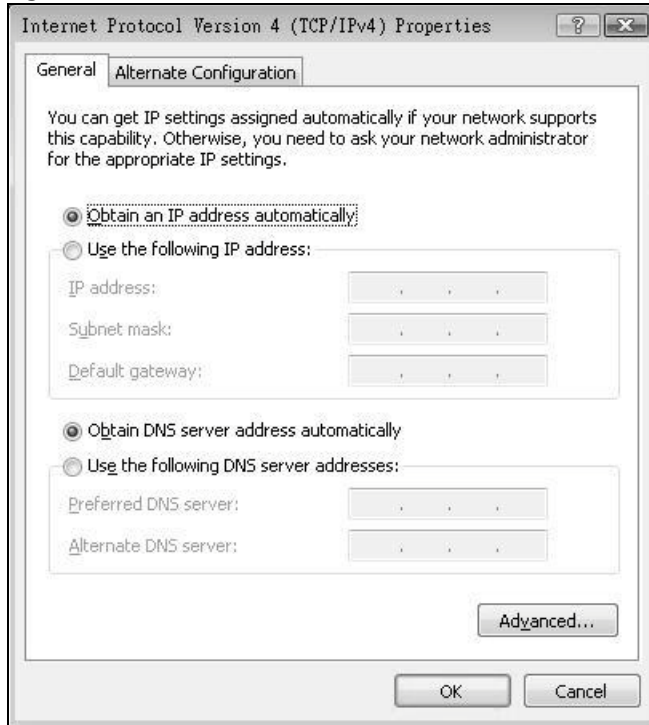 Internet Protocol Version 4 (TCP/IPv4) Properties
General
Alternate Configuration
You can get IP settings assigned automatically if your network supports
this capability. Otherwise, you need to ask your network administrator
for the appropriate IP settings.
Obtain an IP address automatically
Use the following IP address:
IP address:
Subnet mask:
Default gateway:
Obtain DNS server address automatically
Use the following DNS server addresses:
Preferred DNS server:
Alternate DNS server:
Advanced...
OK
Cancel